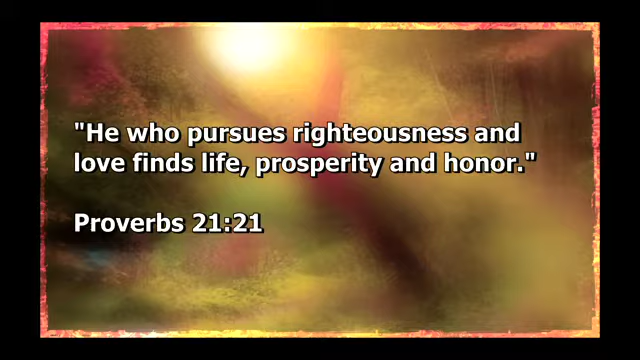 "He who pursues righteousness and
love finds life, prosperity and honor."
Proverbs 21:21